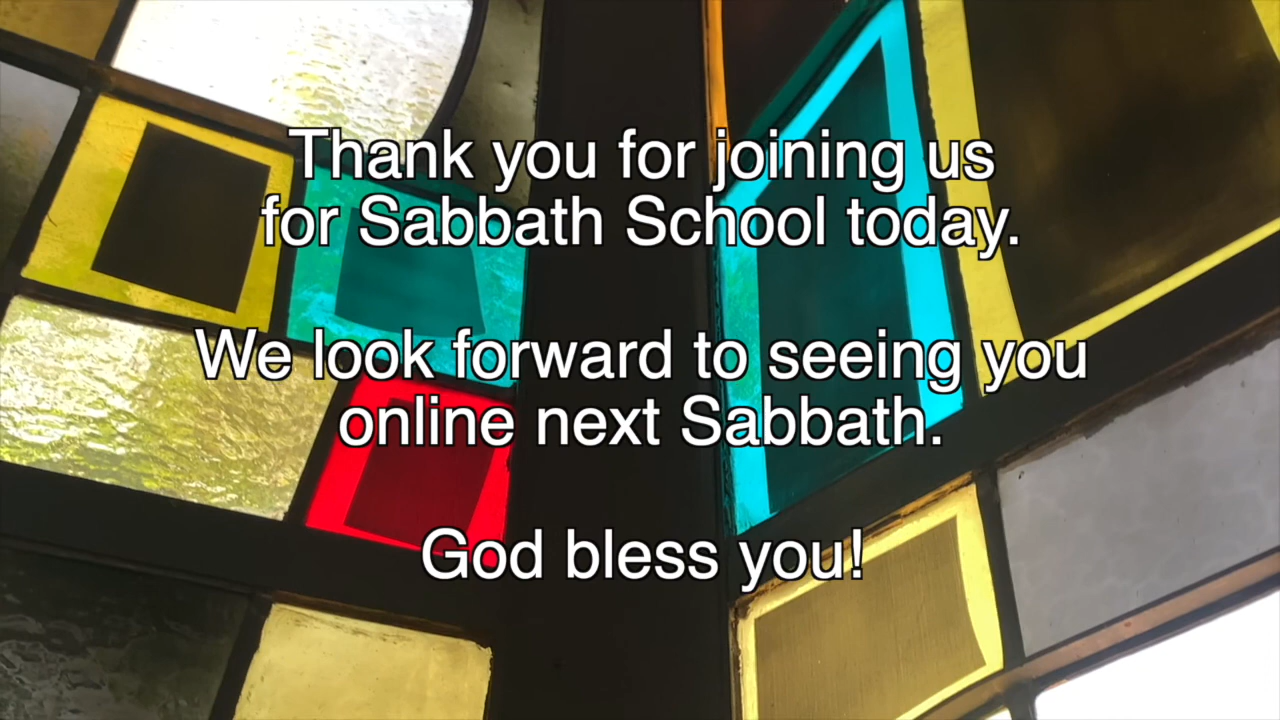 Thank you for joining us
for Sabbath School today.
We look forward to seeing you
online next Sabbath.
God bless you!